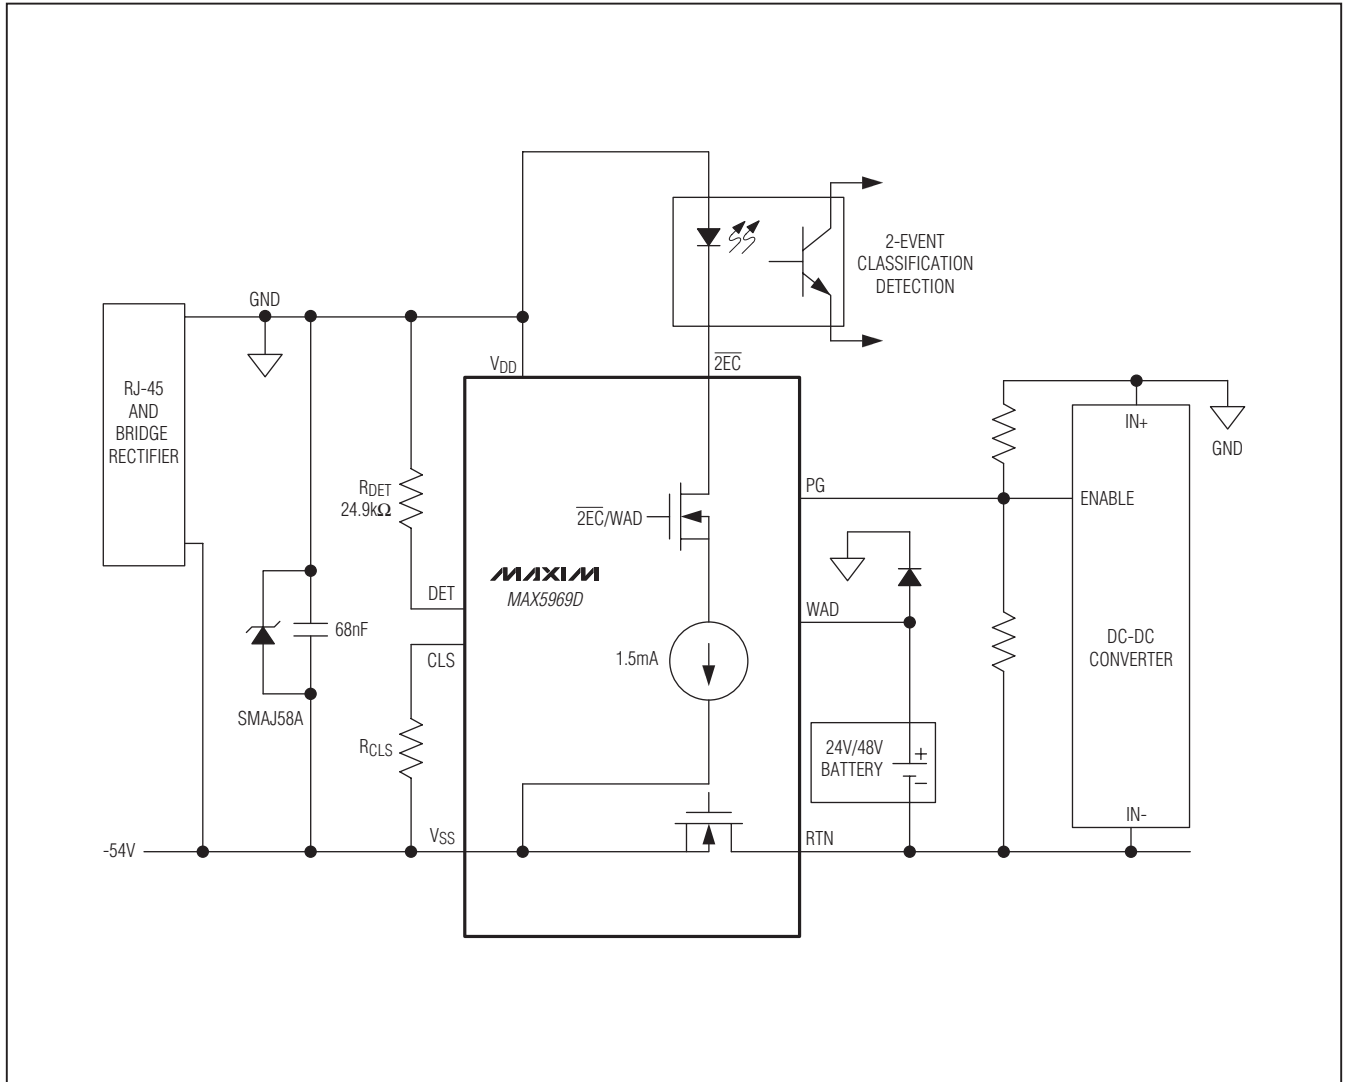 2-EVENT
CLASSIFICATION
DETECTION
GND
RJ-45
AND
BRIDGE
RECTIFIER
VDD
2EC
IN+
GND
RDET
24.9kΩ
PG
ENABLE
2EC/WAD
MAXIM
MAX5969D
DET
WAD
68nF
CLS
1.5mA
DC-DC
CONVERTER
SMAJ58A
RCLS
24V/48V
BATTERY
+
–
IN-
-54V
VSS
RTN